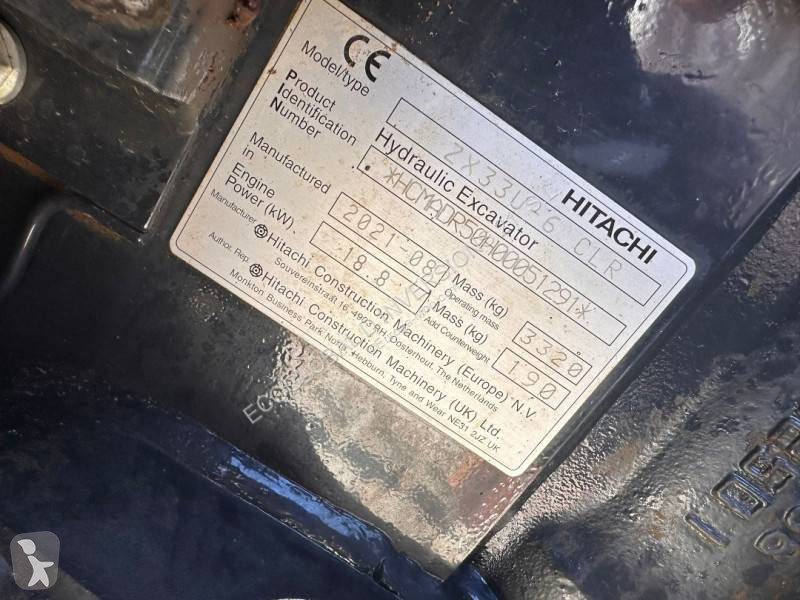 CE
HITACHI
Hydraulic Excavator
Model/type ZX33U-6 CLR
Product
Identification
Number *HCMADR50H00051291*
Manufactured
in 2021-08 Mass (kg)
Operating mass 3320
Engine
Power (kW) 18.8 Mass (kg)
Add Counterweight 190
Manufacturer Hitachi Construction Machinery (Europe) N.V
Souvereinstraat 16 4903 RH, Oosterhout, The Netherlands
Author. Rep. Hitachi Construction Machinery (UK) Ltd.
Monkton Business Park North, Hebburn, Tyne and Wear NE31 2JZ UK